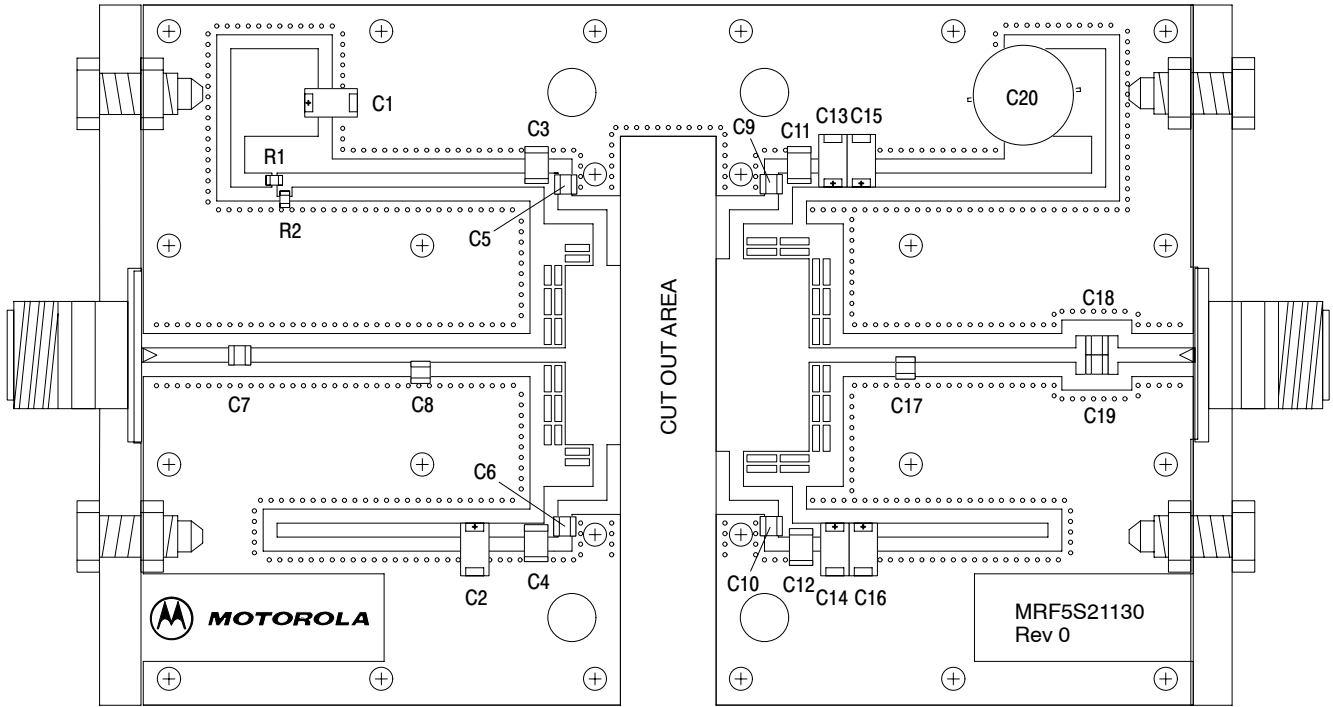 C1
C3
C9
C11
C13 C15
C20
R1
R2
C5
C18
CUT OUT AREA
C7
C8
C17
C19
C6
C2
C4
C10
C12
C14 C16
MOTOROLA
MRF5S21130
Rev 0